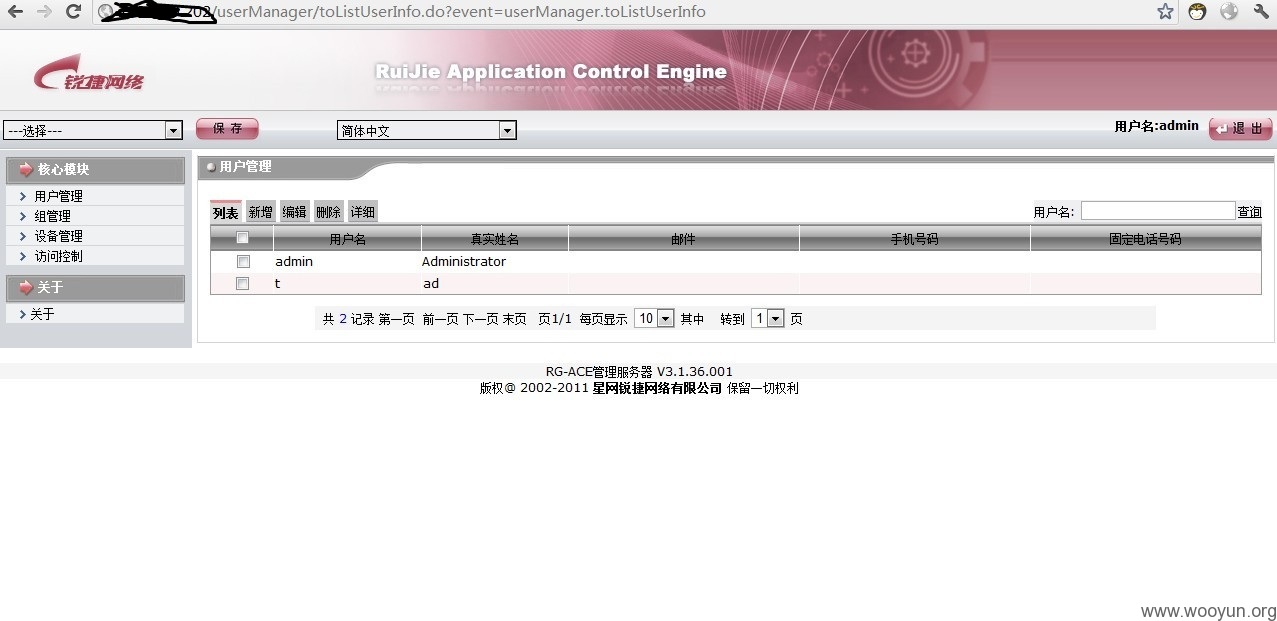 202/userManager/toListUserInfo.do?event=userManager.toListUserInfo
锐捷网络
RuiJie Application Control Engine
---选择---
保存
简体中文
用户名:admin
退出
核心模块
用户管理
组管理
设备管理
访问控制
关于
关于
用户管理
列表 新增 编辑 删除 详细
用户名: 查询
用户名 真实姓名 邮件 手机号码 固定电话号码
admin Administrator
t ad
共 2 记录 第一页 前一页 下一页 末页 页1/1 每页显示 10 其中 转到 1 页
RG-ACE管理服务器 V3.1.36.001
版权@ 2002-2011 星网锐捷网络有限公司 保留一切权利
www.wooyun.org